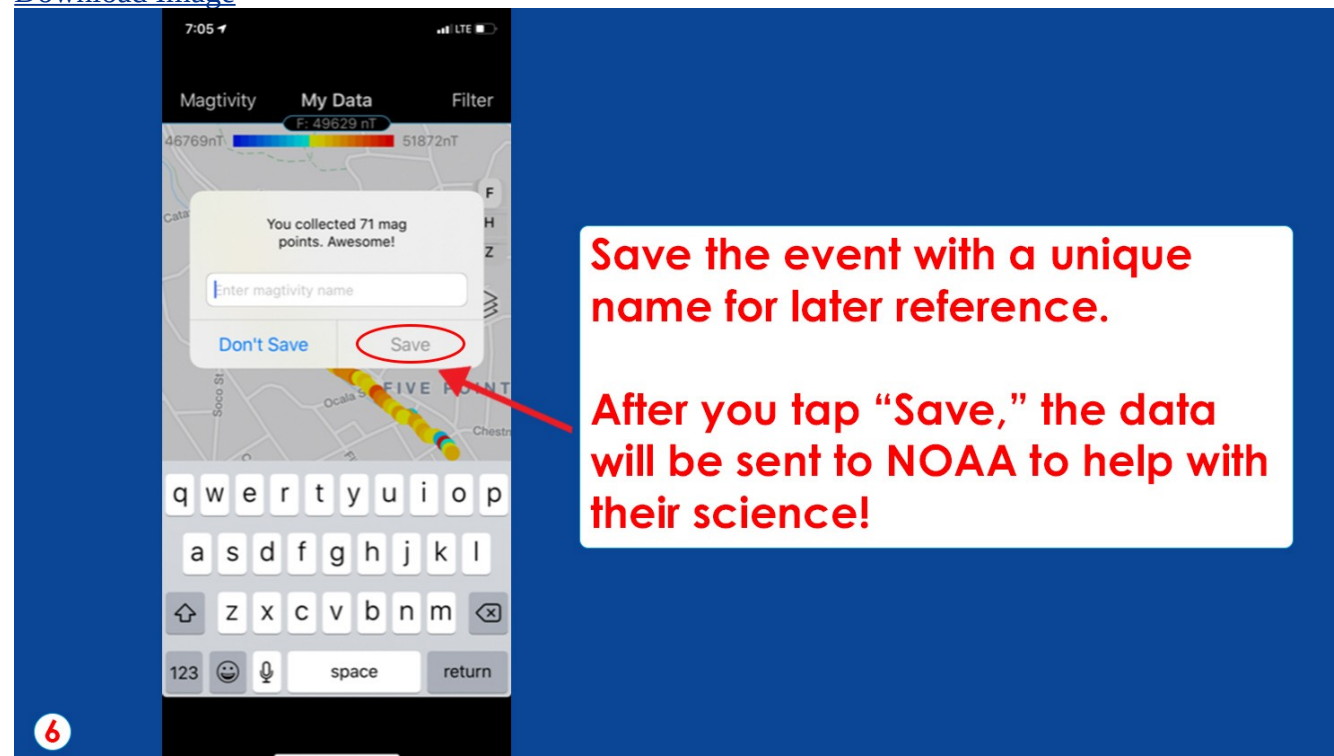 Download Image
7:05 LTE
Magtivity My Data Filter
F: 49629 nT
46769nT 51872nT
F
Cata
You collected 71 mag
points. Awesome!
H
Z
Enter magtivity name
Don't Save Save
Soco St
Ocala S FIVE POINT
Chestn
q w e r t y u i o p
a s d f g h j k l
z x c v b n m
123 space return
Save the event with a unique
name for later reference.
After you tap “Save,” the data
will be sent to NOAA to help with
their science!
6